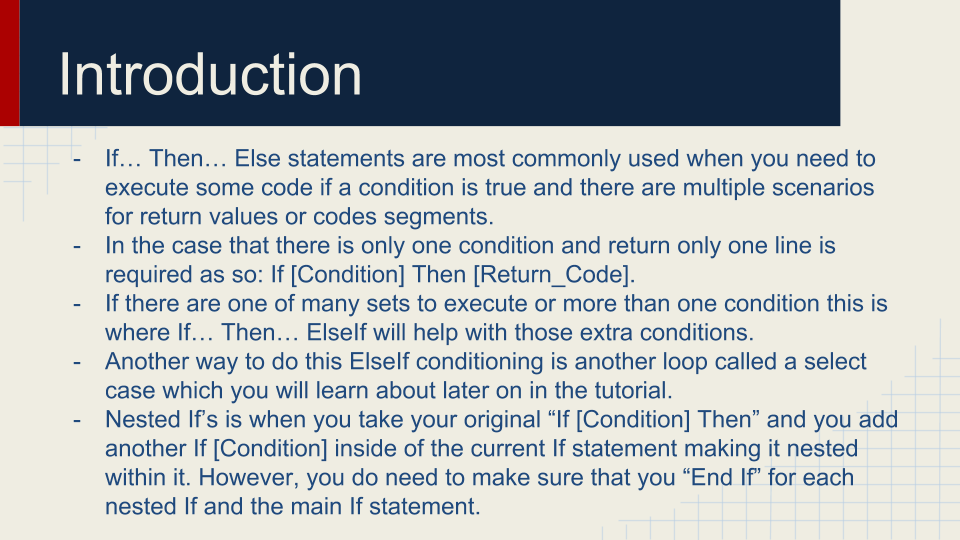 Introduction
- If… Then… Else statements are most commonly used when you need to
execute some code if a condition is true and there are multiple scenarios
for return values or codes segments.
- In the case that there is only one condition and return only one line is
required as so: If [Condition] Then [Return_Code].
- If there are one of many sets to execute or more than one condition this is
where If… Then… ElseIf will help with those extra conditions.
- Another way to do this ElseIf conditioning is another loop called a select
case which you will learn about later on in the tutorial.
- Nested If’s is when you take your original “If [Condition] Then” and you add
another If [Condition] inside of the current If statement making it nested
within it. However, you do need to make sure that you “End If” for each
nested If and the main If statement.